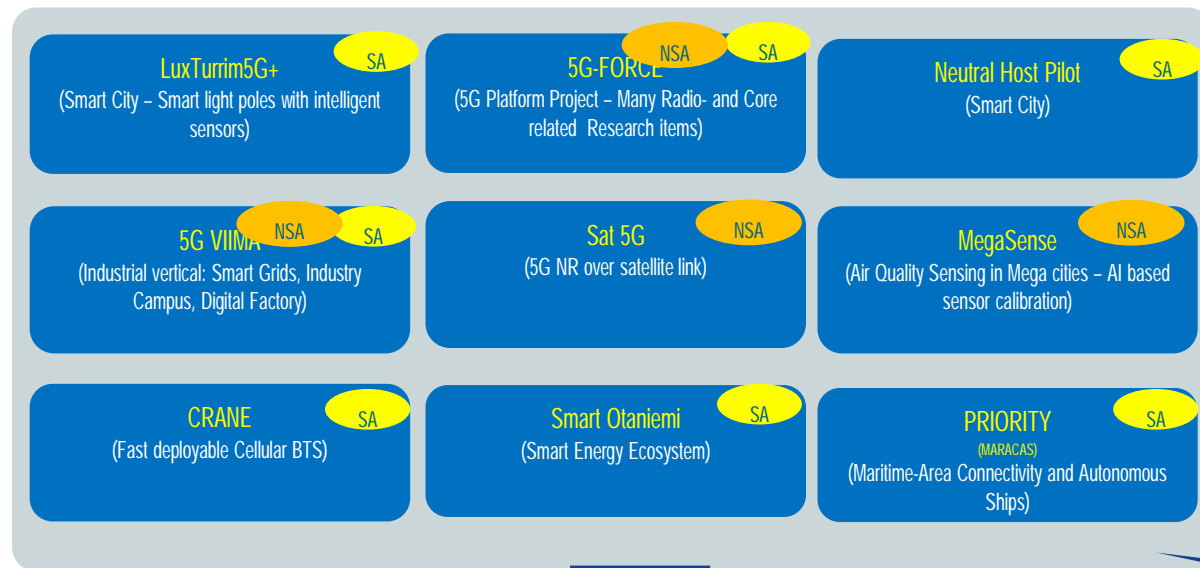 LuxTurrim5G+
SA
(Smart City – Smart light poles with intelligent
sensors)
5G-FORCE
NSA
SA
(5G Platform Project – Many Radio- and Core
related Research items)
Neutral Host Pilot
SA
(Smart City)
5G VIIMA
NSA
SA
(Industrial vertical: Smart Grids, Industry
Campus, Digital Factory)
Sat 5G
NSA
(5G NR over satellite link)
MegaSense
NSA
(Air Quality Sensing in Mega cities – AI based
sensor calibration)
CRANE
SA
(Fast deployable Cellular BTS)
Smart Otaniemi
SA
(Smart Energy Ecosystem)
PRIORITY
SA
(MARACAS)
(Maritime-Area Connectivity and Autonomous
Ships)